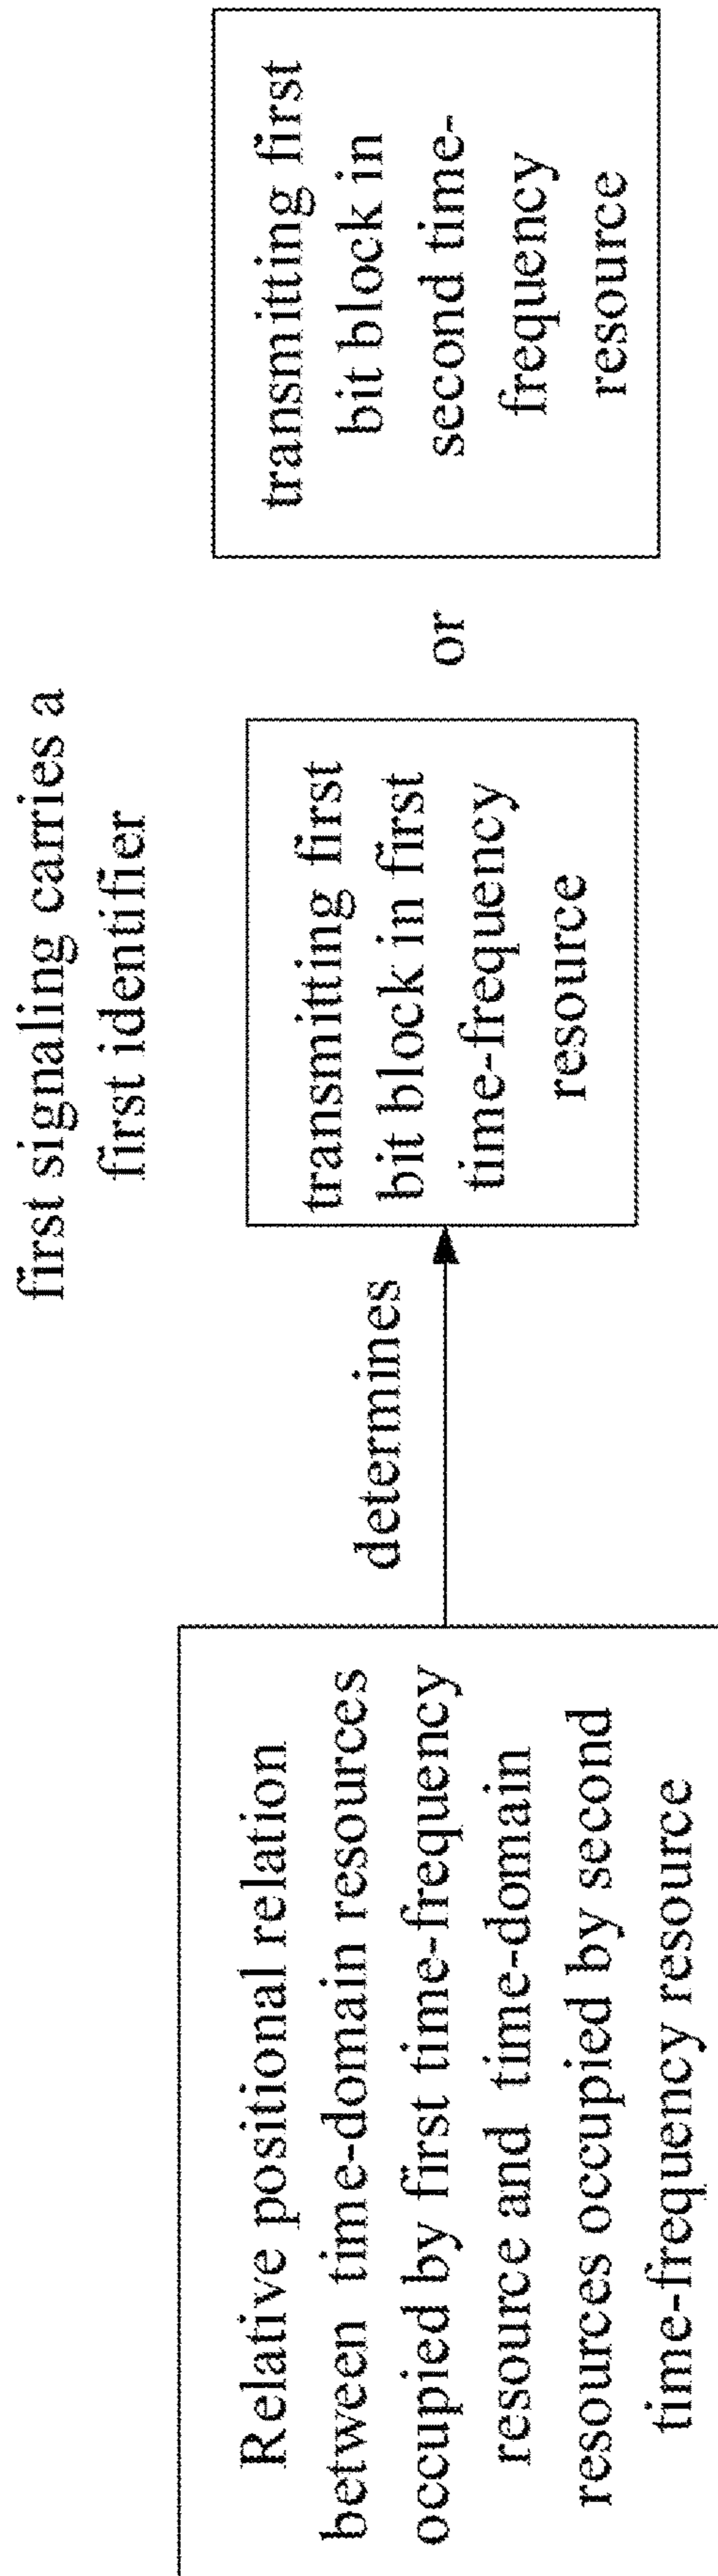 first signaling carries a
first identifier
Relative positional relation
between time-domain resources
occupied by first time-frequency
resource and time-domain
resources occupied by second
time-frequency resource
determines
transmitting first
bit block in first
time-frequency
resource
or
transmitting first
bit block in
second time-
frequency
resource